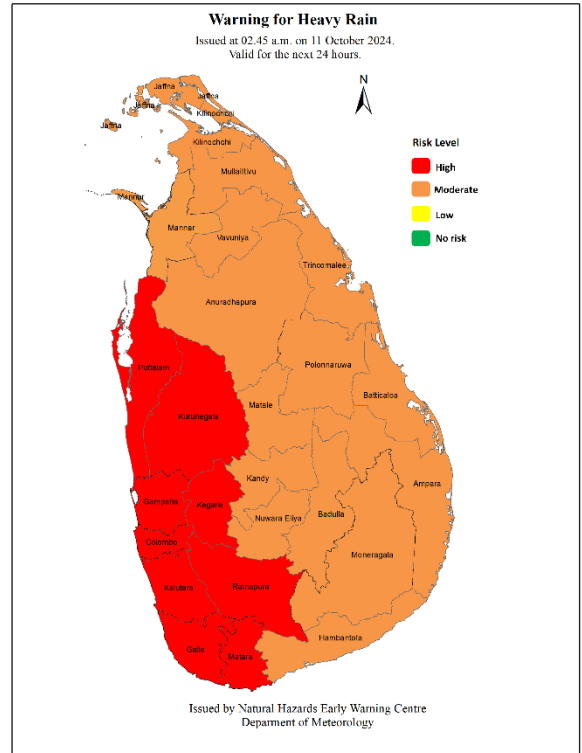 Warning for Heavy Rain
Issued at 02.45 a.m. on 11 October 2024.
Valid for the next 24 hours.
N
Jaffna
Jaffna
Jaffna
Kilinochchi
Jaffna
Kilinochchi
Mullaittivu
Mannar
Mannar
Vavuniya
Trincomalee
Anuradhapura
Puttalam
Polonnaruwa
Kurunegala
Matale
Batticaloa
Kandy
Ampara
Gampaha
Kegalle
Nuwara Eliya
Badulla
Colombo
Moneragala
Kalutara
Ratnapura
Hambantota
Galle
Matara
Risk Level
High
Moderate
Low
No risk
Issued by Natural Hazards Early Warning Centre
Deparment of Meteorology